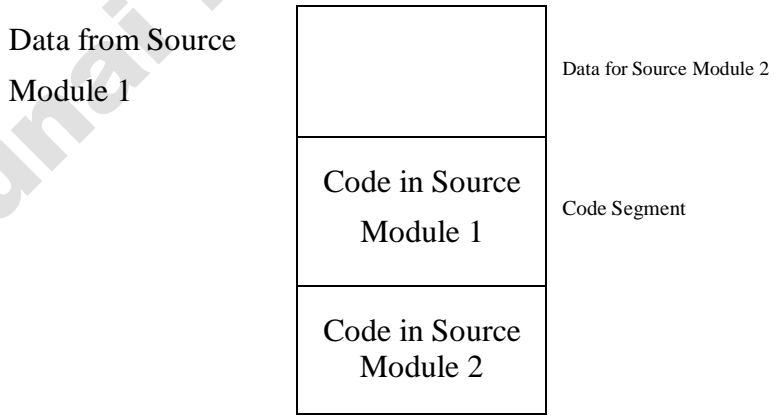 Data from Source
Module 1
Data for Source Module 2
Code in Source
Module 1
Code Segment
Code in Source
Module 2